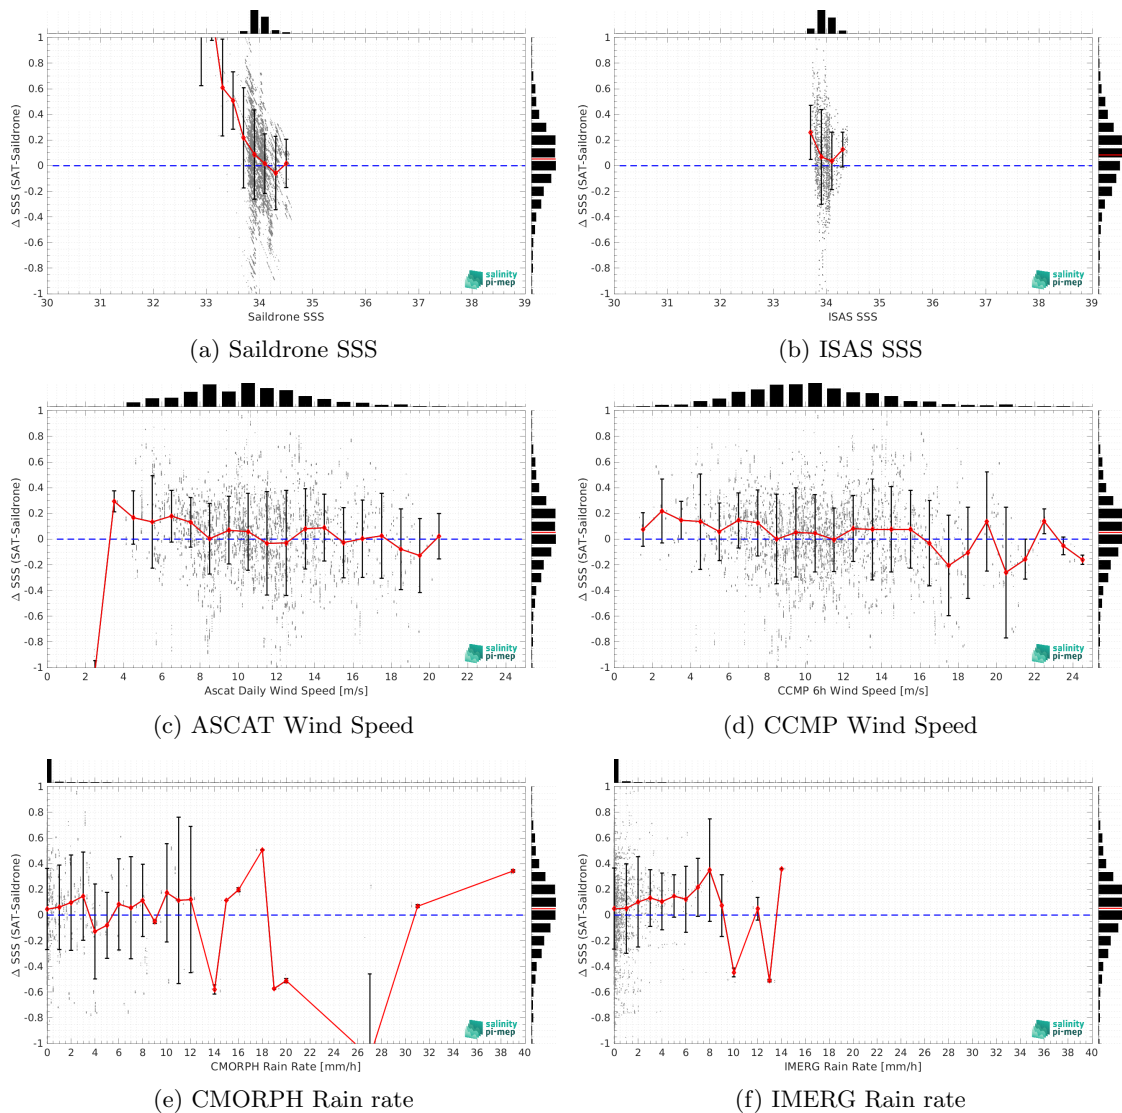 1
0.8
0.6
0.4
0.2
0
-0.2
-0.4
-0.6
-0.8
-1
Δ SSS (SAT-Saildrone)
30 31 32 33 34 35 36 37 38 39
Saildrone SSS
salinity
pi-mep
(a) Saildrone SSS
1
0.8
0.6
0.4
0.2
0
-0.2
-0.4
-0.6
-0.8
-1
Δ SSS (SAT-Saildrone)
30 31 32 33 34 35 36 37 38 39
ISAS SSS
salinity
pi-mep
(b) ISAS SSS
1
0.8
0.6
0.4
0.2
0
-0.2
-0.4
-0.6
-0.8
-1
Δ SSS (SAT-Saildrone)
0 2 4 6 8 10 12 14 16 18 20 22 24
Ascat Daily Wind Speed [m/s]
salinity
pi-mep
(c) ASCAT Wind Speed
1
0.8
0.6
0.4
0.2
0
-0.2
-0.4
-0.6
-0.8
-1
Δ SSS (SAT-Saildrone)
0 2 4 6 8 10 12 14 16 18 20 22 24
CCMP 6h Wind Speed [m/s]
salinity
pi-mep
(d) CCMP Wind Speed
1
0.8
0.6
0.4
0.2
0
-0.2
-0.4
-0.6
-0.8
-1
Δ SSS (SAT-Saildrone)
0 2 4 6 8 10 12 14 16 18 20 22 24 26 28 30 32 34 36 38 40
CMORPH Rain Rate [mm/h]
salinity
pi-mep
(e) CMORPH Rain rate
1
0.8
0.6
0.4
0.2
0
-0.2
-0.4
-0.6
-0.8
-1
Δ SSS (SAT-Saildrone)
0 2 4 6 8 10 12 14 16 18 20 22 24 26 28 30 32 34 36 38 40
IMERG Rain Rate [mm/h]
salinity
pi-mep
(f) IMERG Rain rate